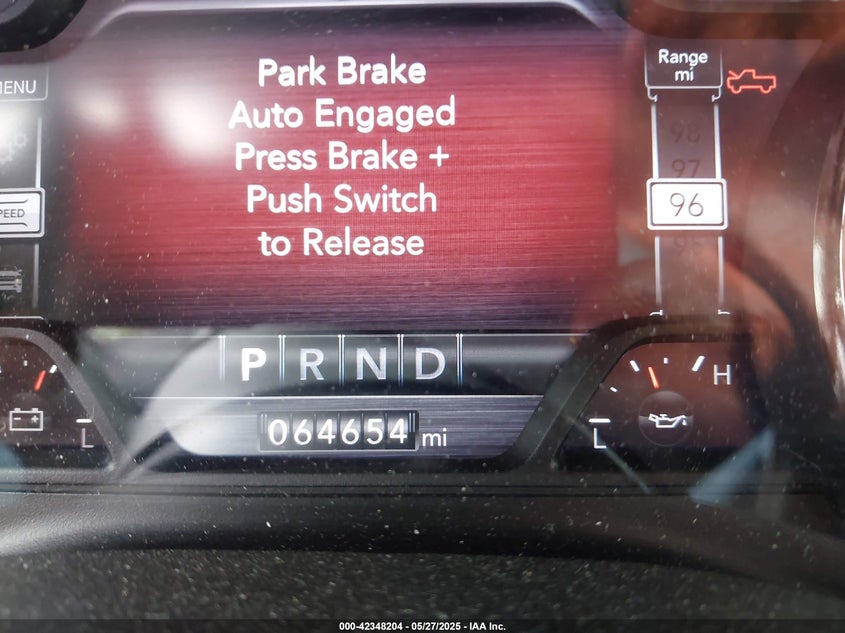 Park Brake
Auto Engaged
Press Brake +
Push Switch
to Release
MENU
PEED
Range
mi
98
97
96
P R N D
064654 mi
L
H
L
000-42348204 - 05/27/2025 - IAA Inc.